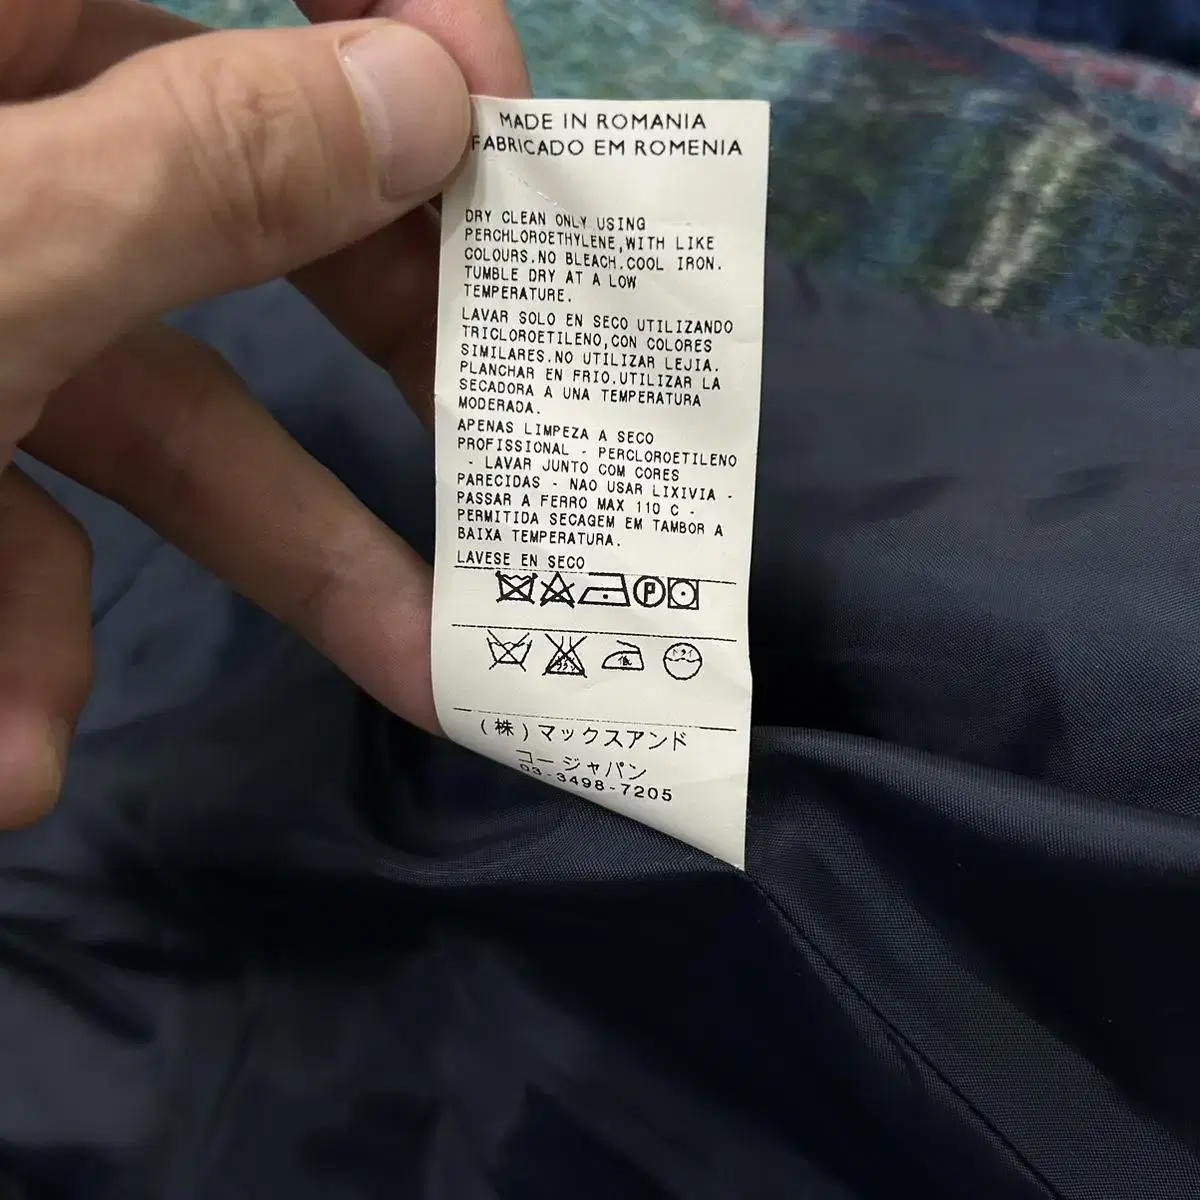 MADE IN ROMANIA
FABRICADO EM ROMENIA
DRY CLEAN ONLY USING
PERCHLOROETHYLENE,WITH LIKE
COLOURS.NO BLEACH.COOL IRON.
TUMBLE DRY AT A LOW
TEMPERATURE.
LAVAR SOLO EN SECO UTILIZANDO
TRICLOROETILENO,CON COLORES
SIMILARES.NO UTILIZAR LEJIA.
PLANCHAR EN FRIO.UTILIZAR LA
SECADORA A UNA TEMPERATURA
MODERADA.
APENAS LIMPEZA A SECO
PROFISSIONAL - PERCLOROETILENO
- LAVAR JUNTO COM CORES
PARECIDAS - NAO USAR LIXIVIA -
PASSAR A FERRO MAX 110 C -
PERMITIDA SECAGEM EM TAMBOR A
BAIXA TEMPERATURA.
LAVESE EN SECO
P
低
ドライ
(株)マックスアンド
コージャパン
03-3498-7205